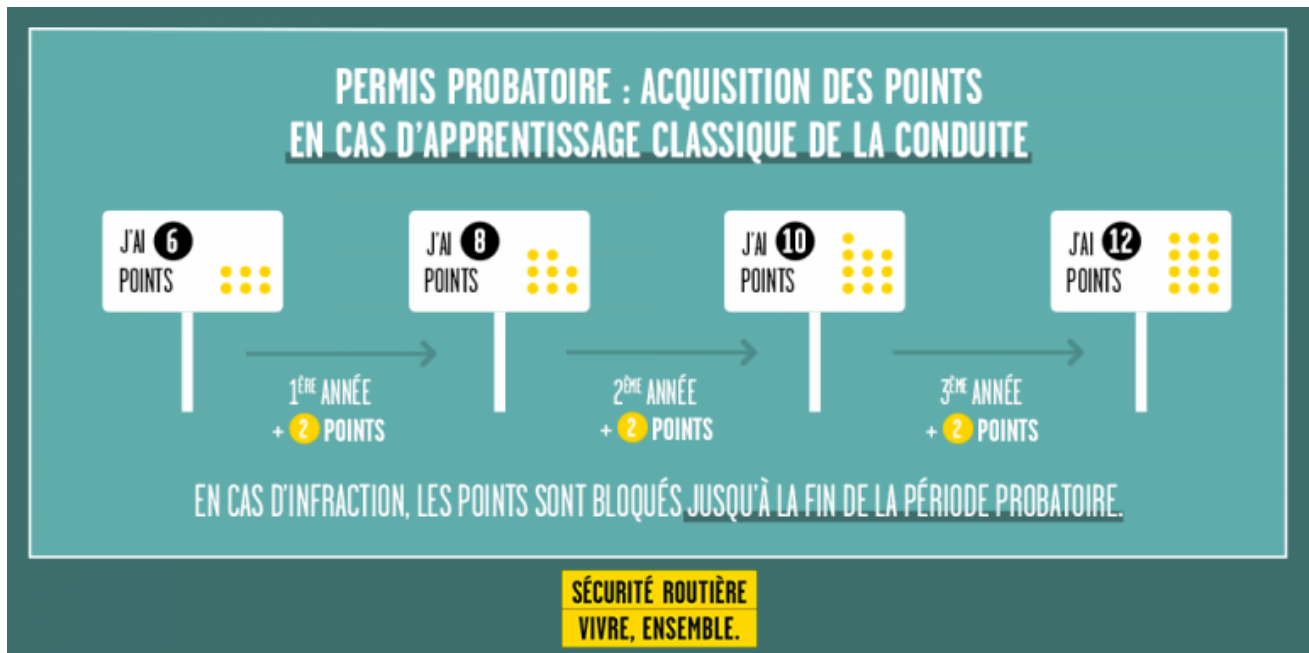 PERMIS PROBATOIRE : ACQUISITION DES POINTS
EN CAS D'APPRENTISSAGE CLASSIQUE DE LA CONDUITE
J'AI 6
POINTS
J'AI 8
POINTS
J'AI 10
POINTS
J'AI 12
POINTS
1ÈRE ANNÉE
+ 2 POINTS
2ÈME ANNÉE
+ 2 POINTS
3ÈME ANNÉE
+ 2 POINTS
EN CAS D'INFRACTION, LES POINTS SONT BLOQUÉS JUSQU'À LA FIN DE LA PÉRIODE PROBATOIRE.
SÉCURITÉ ROUTIÈRE
VIVRE, ENSEMBLE.